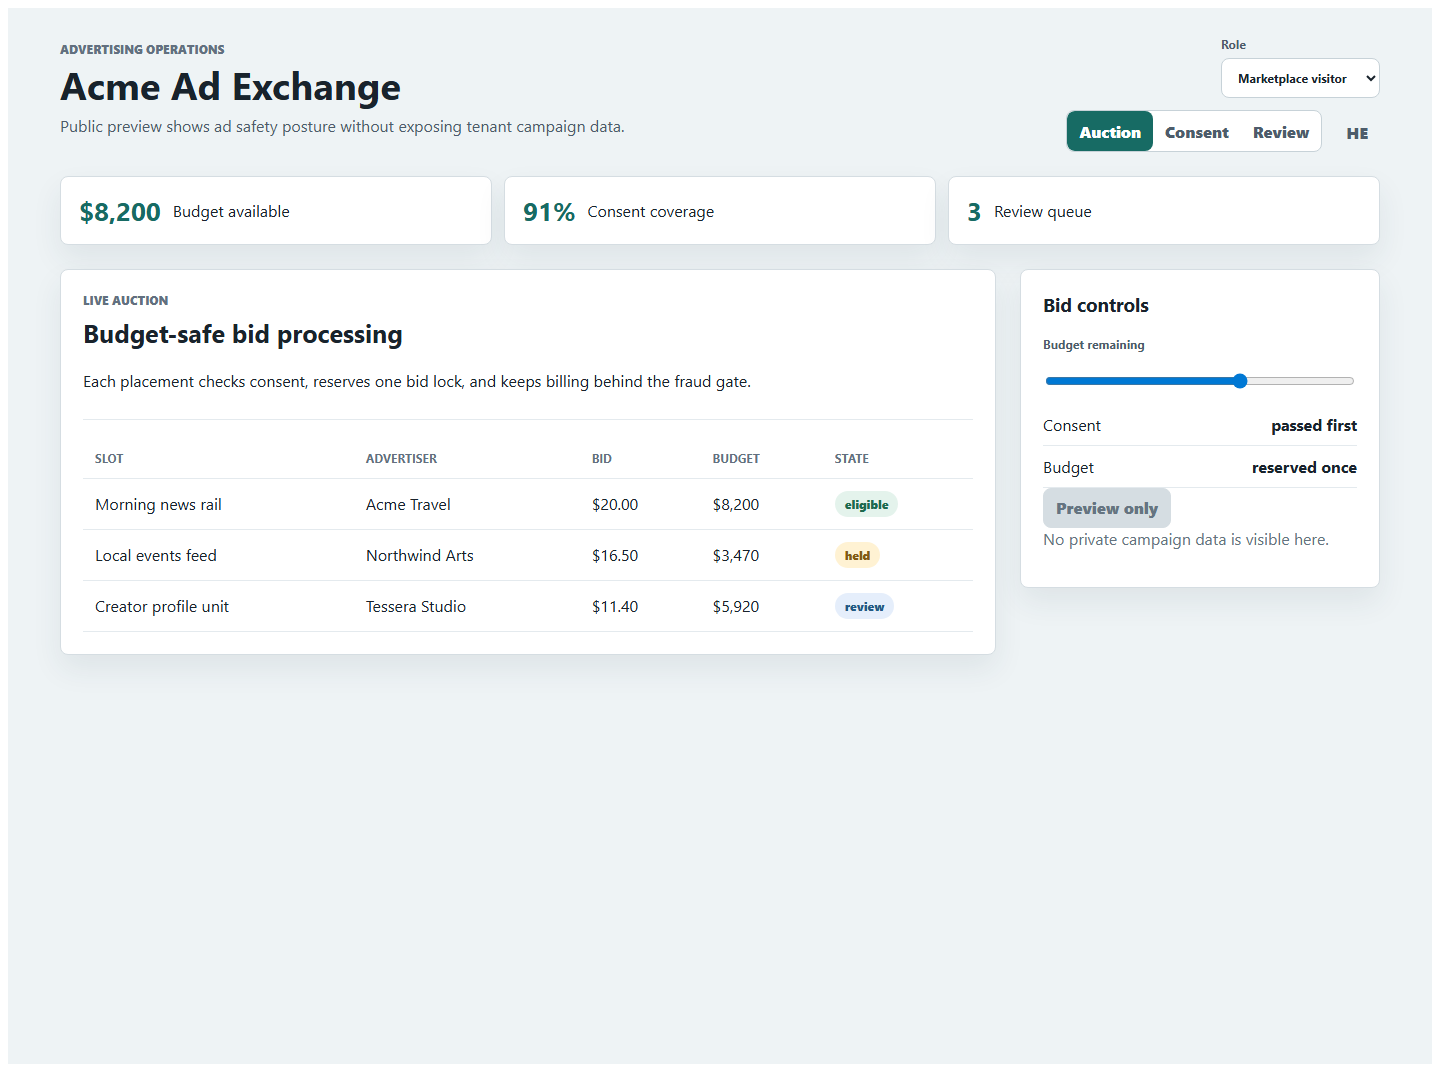 ADVERTISING OPERATIONS
Acme Ad Exchange
Public preview shows ad safety posture without exposing tenant campaign data.
Role
Marketplace visitor
Auction Consent Review HE
$8,200 Budget available
91% Consent coverage
3 Review queue
LIVE AUCTION
Budget-safe bid processing
Each placement checks consent, reserves one bid lock, and keeps billing behind the fraud gate.
SLOT ADVERTISER BID BUDGET STATE
Morning news rail Acme Travel $20.00 $8,200 eligible
Local events feed Northwind Arts $16.50 $3,470 held
Creator profile unit Tessera Studio $11.40 $5,920 review
Bid controls
Budget remaining
Consent passed first
Budget reserved once
Preview only
No private campaign data is visible here.